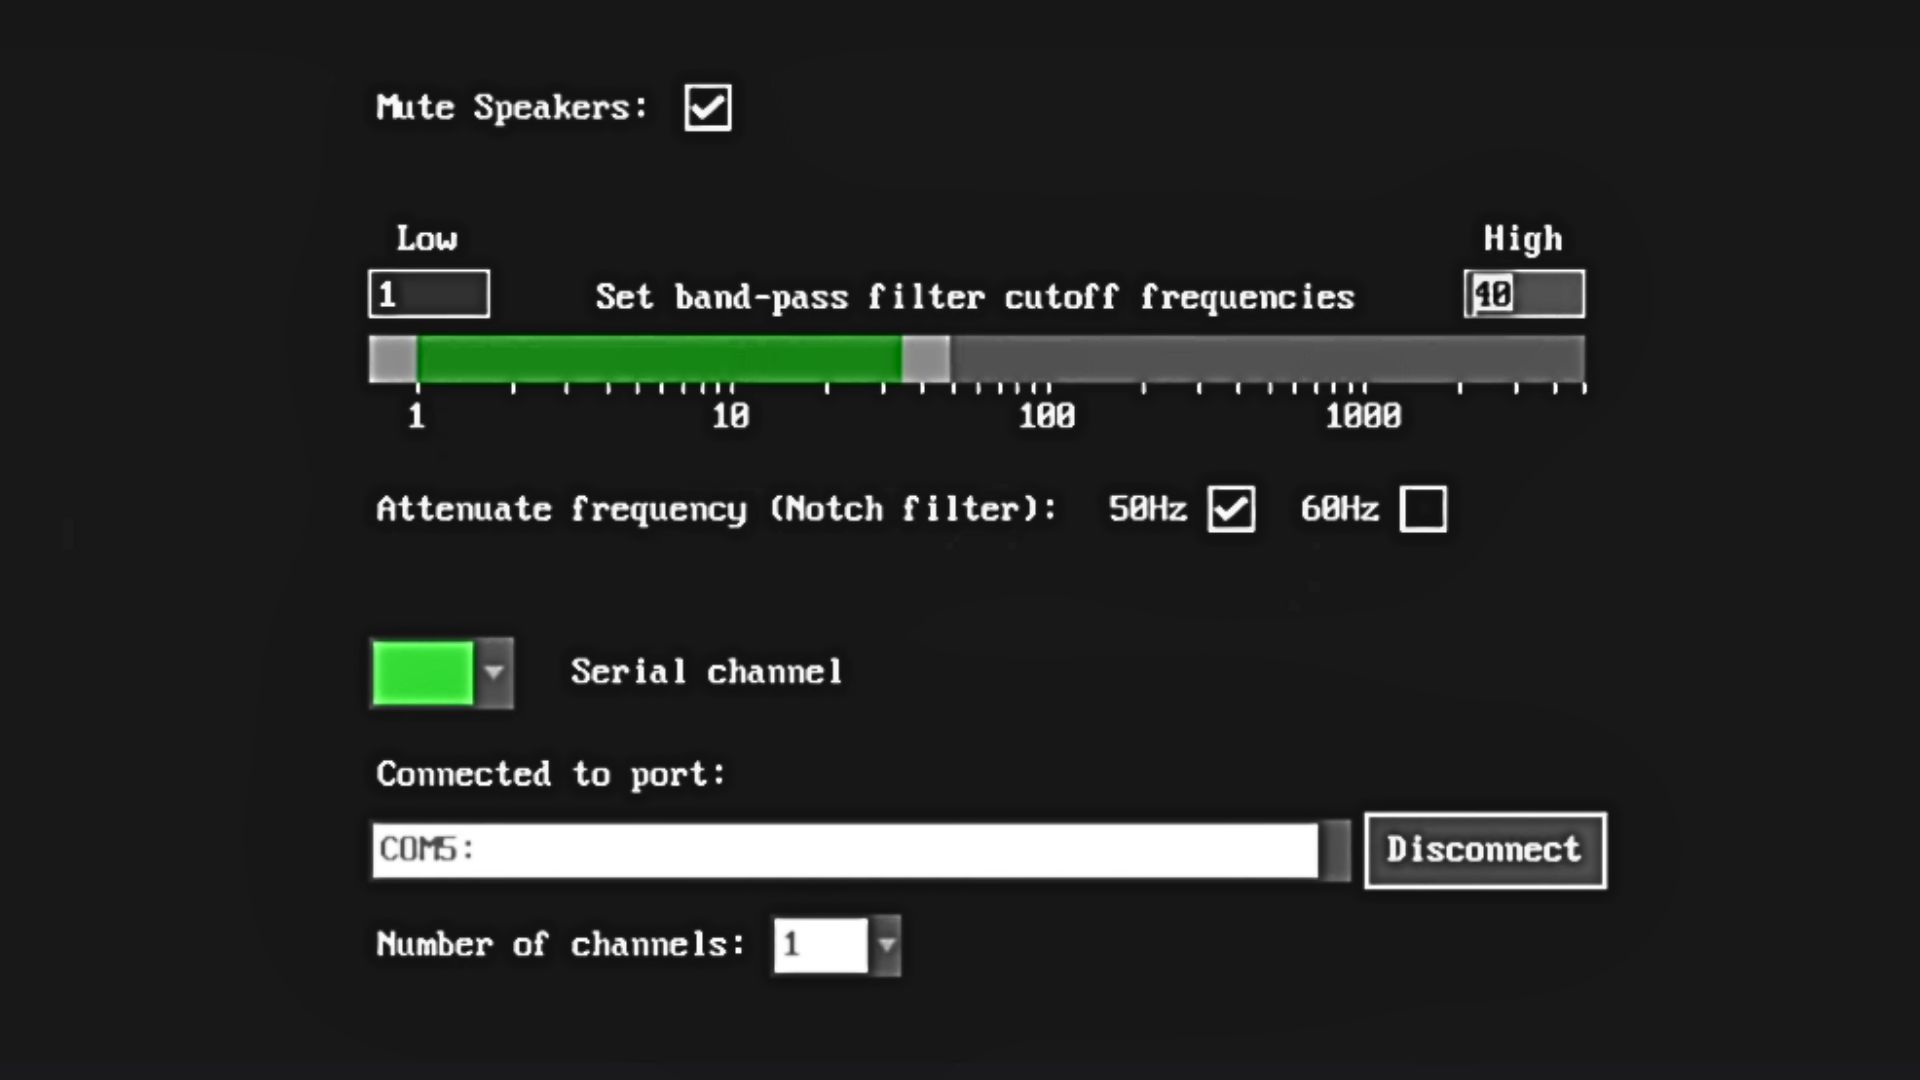 Mute Speakers:
Low High
1 Set band-pass filter cutoff frequencies 40
1 10 100 1000
Attenuate frequency (Notch filter): 50Hz 60Hz
Serial channel
Connected to port:
COM5: Disconnect
Number of channels: 1